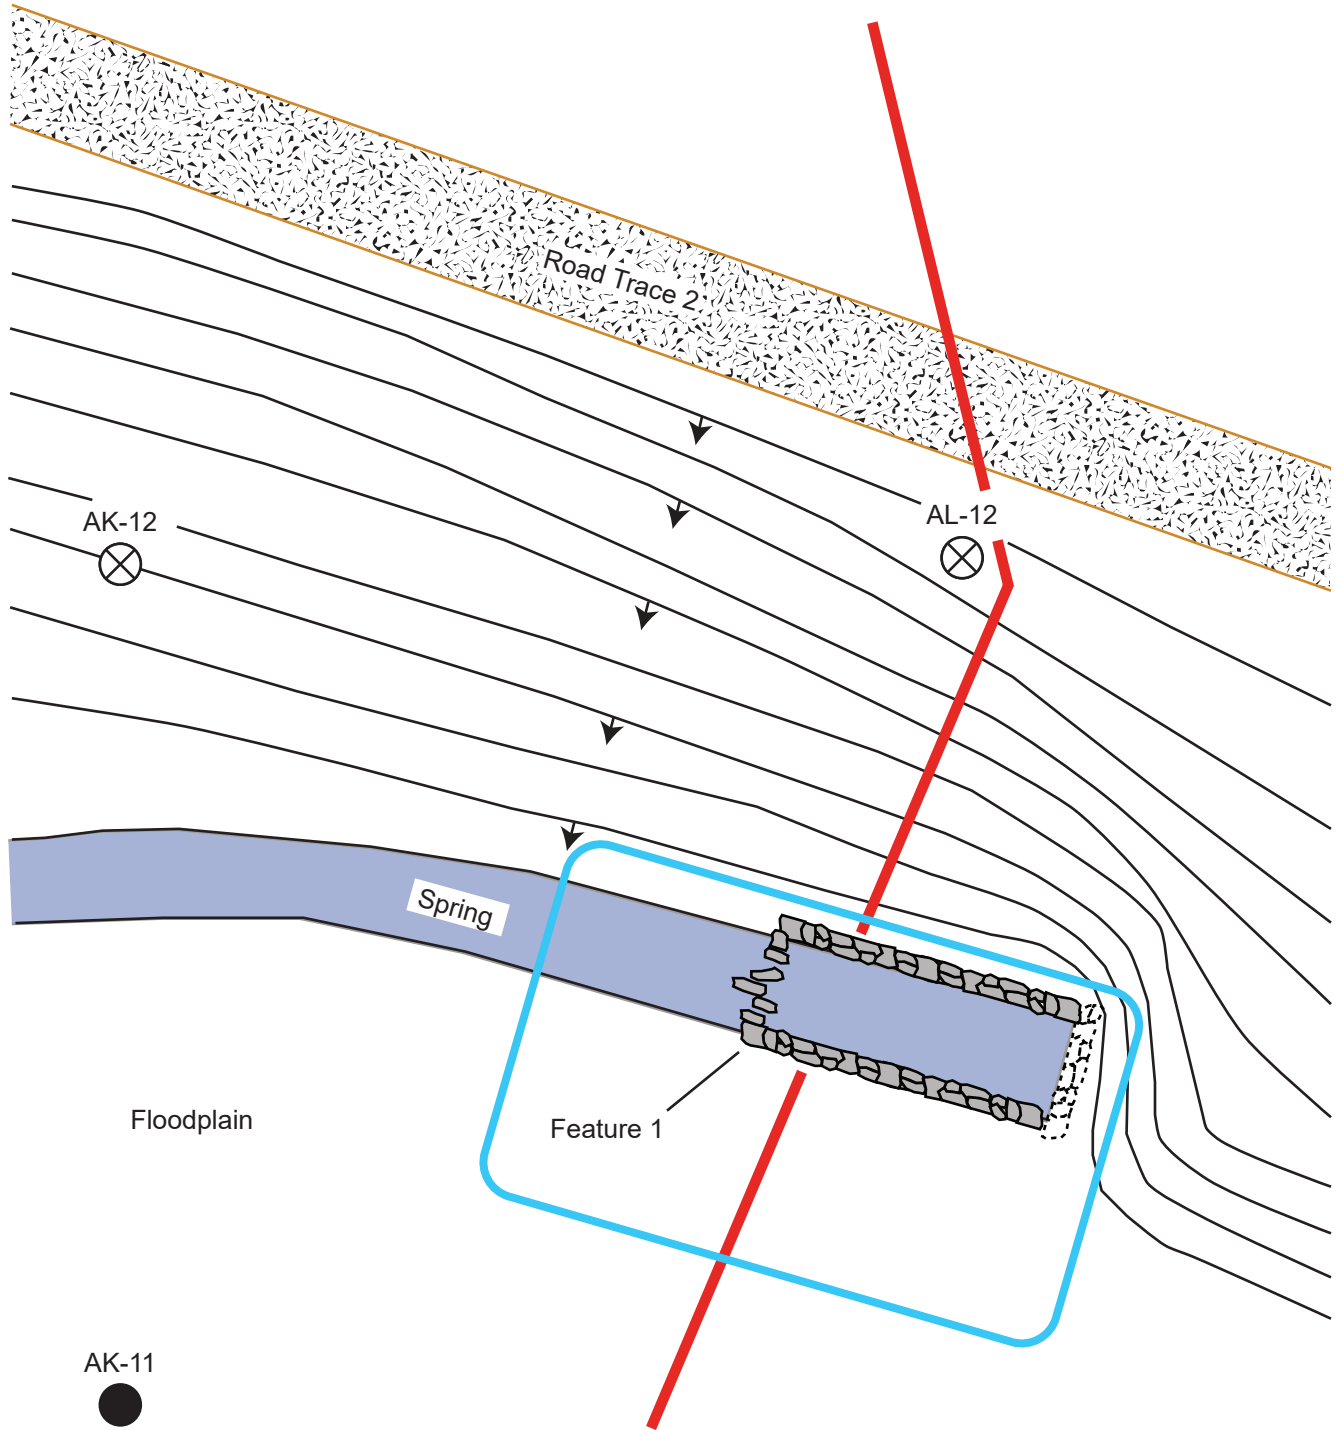 Road Trace 2
AK-12
AL-12
Spring
Floodplain
Feature 1
AK-11